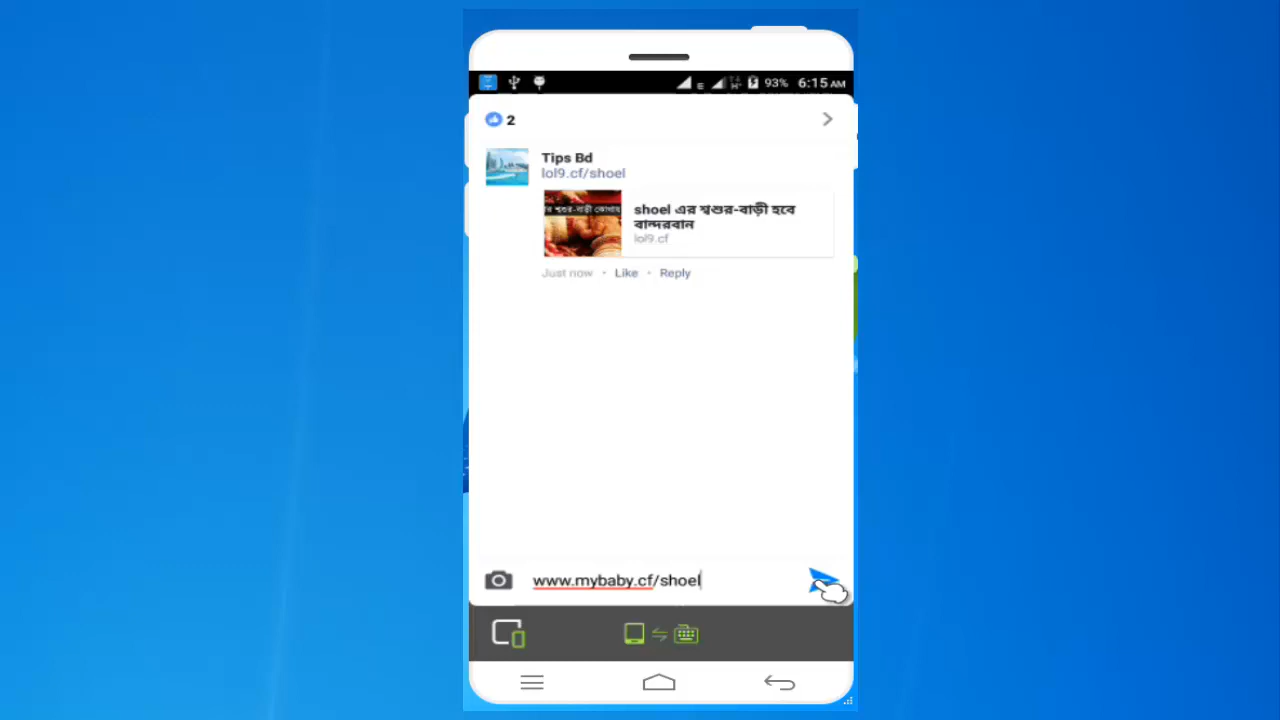 E H 93% 6:15 AM
2
Tips Bd
lol9.cf/shoel
র শ্বশুর-বাড়ী কোথায়
shoel এর শ্বশুর-বাড়ী হবে
বান্দরবান
lol9.cf
Just now · Like · Reply
www.mybaby.cf/shoel